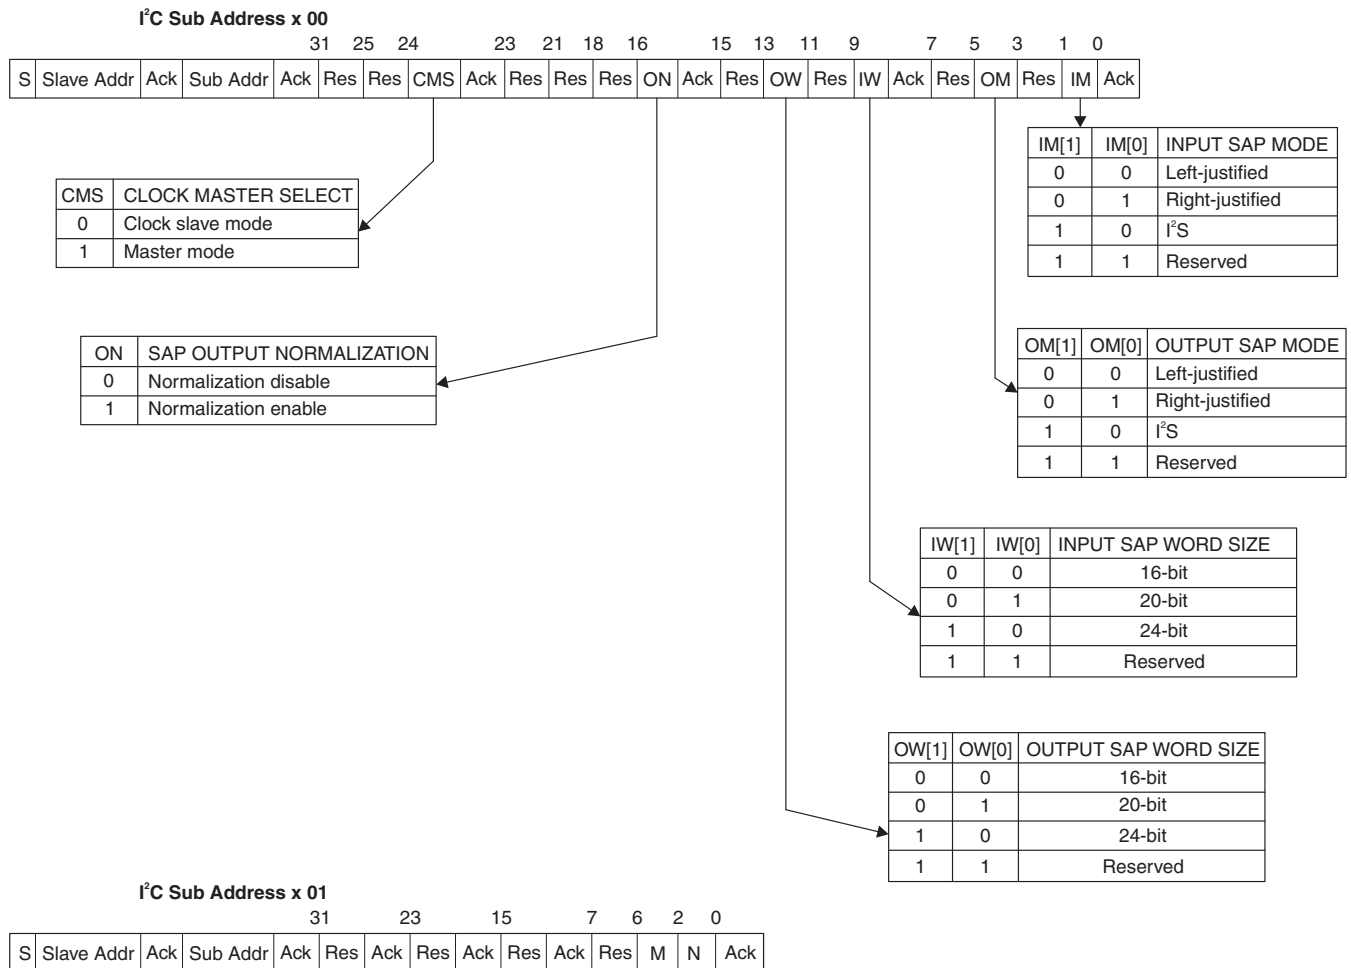 I²C Sub Address x 00
31 25 24 23 21 18 16 15 13 11 9 7 5 3 1 0
S Slave Addr Ack Sub Addr Ack Res Res CMS Ack Res Res Res ON Ack Res OW Res IW Ack Res OM Res IM Ack
IM[1] IM[0] INPUT SAP MODE
0 0 Left-justified
0 1 Right-justified
1 0 I²S
1 1 Reserved
CMS CLOCK MASTER SELECT
0 Clock slave mode
1 Master mode
ON SAP OUTPUT NORMALIZATION
0 Normalization disable
1 Normalization enable
OM[1] OM[0] OUTPUT SAP MODE
0 0 Left-justified
0 1 Right-justified
1 0 I²S
1 1 Reserved
IW[1] IW[0] INPUT SAP WORD SIZE
0 0 16-bit
0 1 20-bit
1 0 24-bit
1 1 Reserved
OW[1] OW[0] OUTPUT SAP WORD SIZE
0 0 16-bit
0 1 20-bit
1 0 24-bit
1 1 Reserved
I²C Sub Address x 01
31 23 15 7 6 2 0
S Slave Addr Ack Sub Addr Ack Res Ack Res Ack Res Ack Res M N Ack